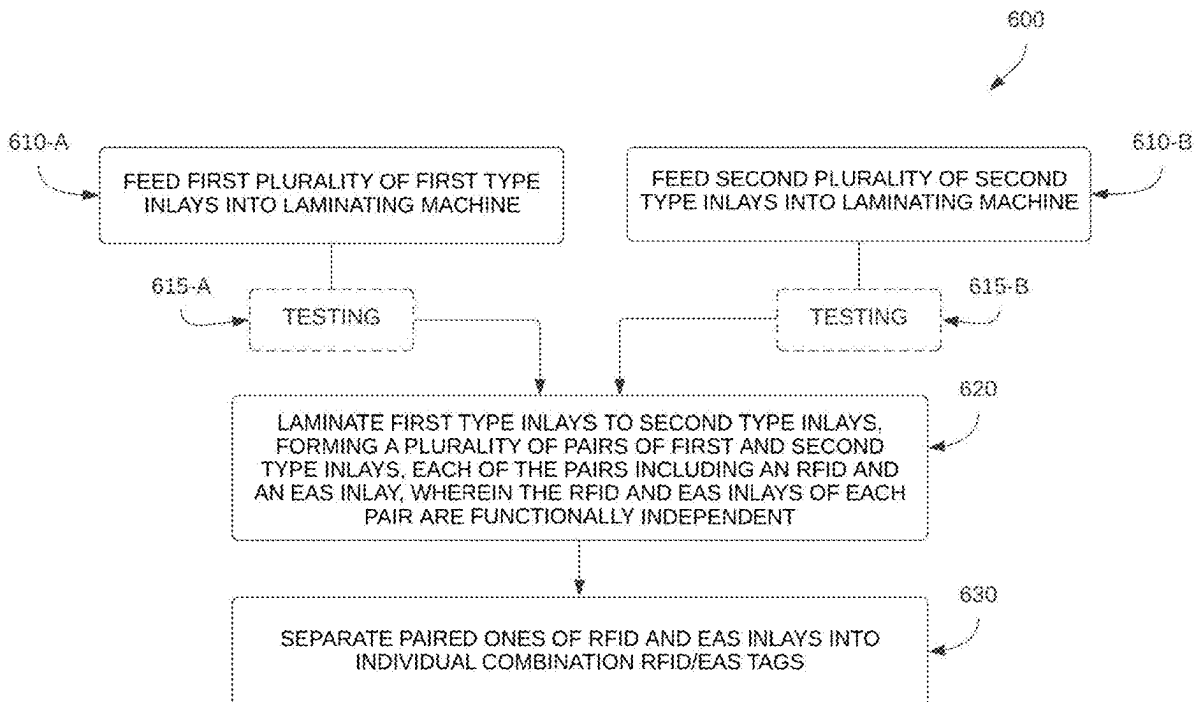 600
610-A
610-B
FEED FIRST PLURALITY OF FIRST TYPE
INLAYS INTO LAMINATING MACHINE
FEED SECOND PLURALITY OF SECOND
TYPE INLAYS INTO LAMINATING MACHINE
615-A
615-B
TESTING
TESTING
620
LAMINATE FIRST TYPE INLAYS TO SECOND TYPE INLAYS,
FORMING A PLURALITY OF PAIRS OF FIRST AND SECOND
TYPE INLAYS, EACH OF THE PAIRS INCLUDING AN RFID AND
AN EAS INLAY, WHEREIN THE RFID AND EAS INLAYS OF EACH
PAIR ARE FUNCTIONALLY INDEPENDENT
630
SEPARATE PAIRED ONES OF RFID AND EAS INLAYS INTO
INDIVIDUAL COMBINATION RFID/EAS TAGS